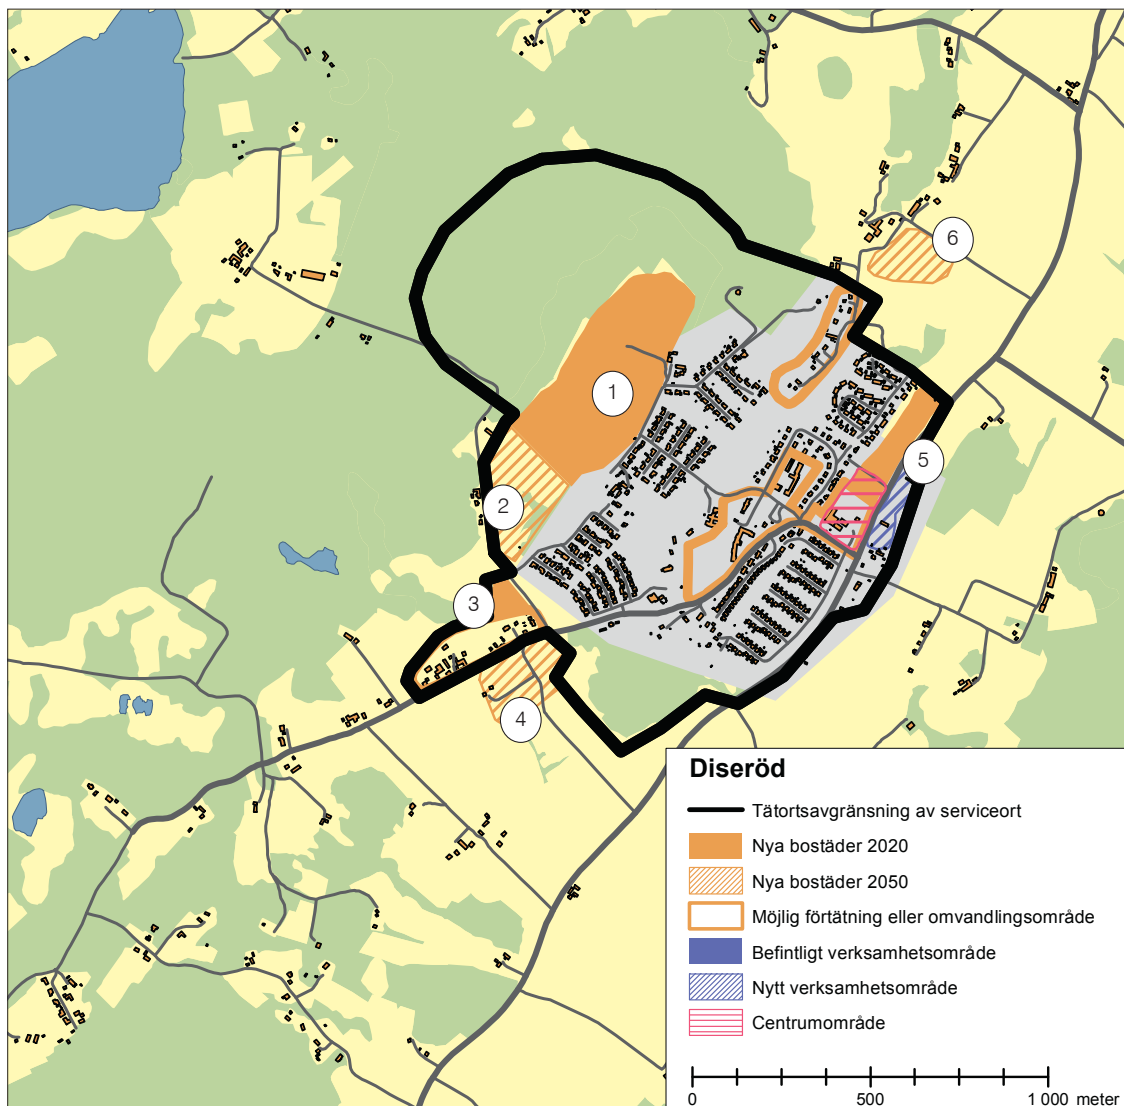 6
1
5
2
3
4
Diseröd
Tätortsavgränsning av serviceort
Nya bostäder 2020
Nya bostäder 2050
Möjlig förtätning eller omvandlingsområde
Befintligt verksamhetsområde
Nytt verksamhetsområde
Centrumområde
0 500 1 000 meter